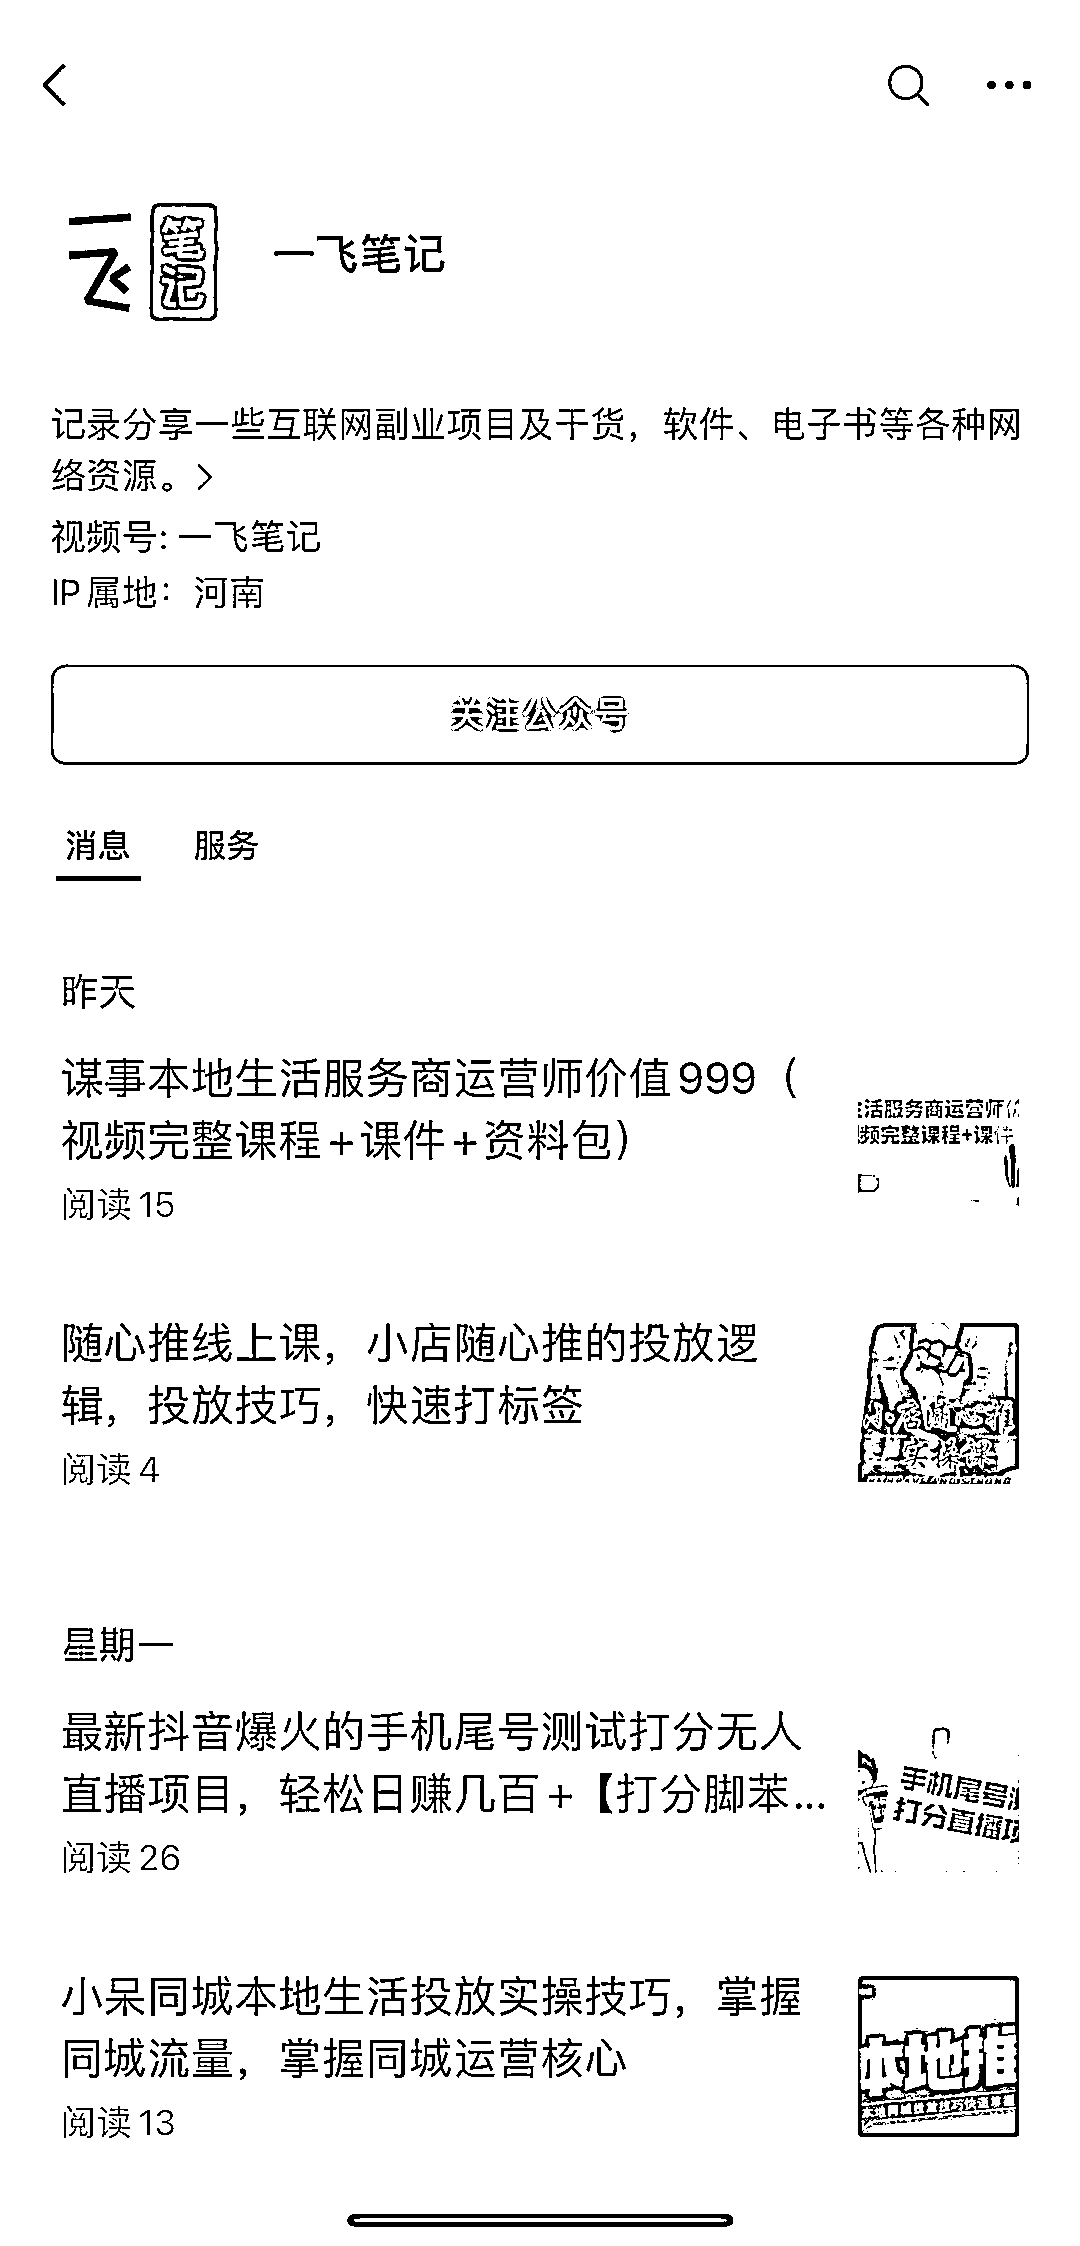 一飞
笔记
一飞笔记
记录分享一些互联网副业项目及干货，软件、电子书等各种网
络资源。
视频号: 一飞笔记
IP 属地： 河南
关注公众号
消息 服务
昨天
谋事本地生活服务商运营师价值999（
视频完整课程+课件+资料包）
阅读 15
生活服务商运营师价
频完整课程+课件
随心推线上课，小店随心推的投放逻
辑，投放技巧，快速打标签
阅读 4
小店随心推
实操课
星期一
最新抖音爆火的手机尾号测试打分无人
直播项目，轻松日赚几百+【打分脚苯...
阅读 26
手机尾号测
打分直播项
小呆同城本地生活投放实操技巧，掌握
同城流量，掌握同城运营核心
阅读 13
本地推